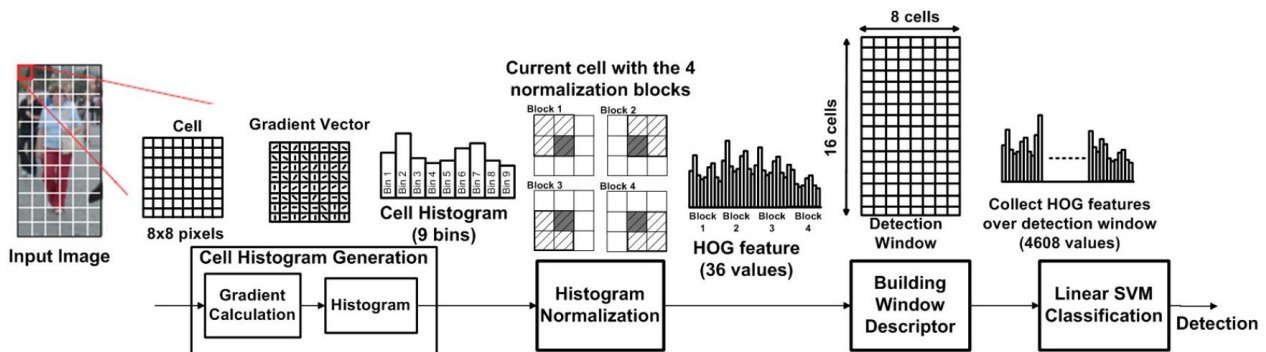 Input Image
Cell
8x8 pixels
Gradient Vector
Bin 1
Bin 2
Bin 3
Bin 4
Bin 5
Bin 6
Bin 7
Bin 8
Bin 9
Cell Histogram
(9 bins)
Current cell with the 4
normalization blocks
Block 1
Block 2
Block 3
Block 4
Block Block Block Block
1 2 3 4
HOG feature
(36 values)
8 cells
16 cells
Detection
Window
Collect HOG features
over detection window
(4608 values)
Cell Histogram Generation
Gradient
Calculation
Histogram
Histogram
Normalization
Building
Window
Descriptor
Linear SVM
Classification
Detection